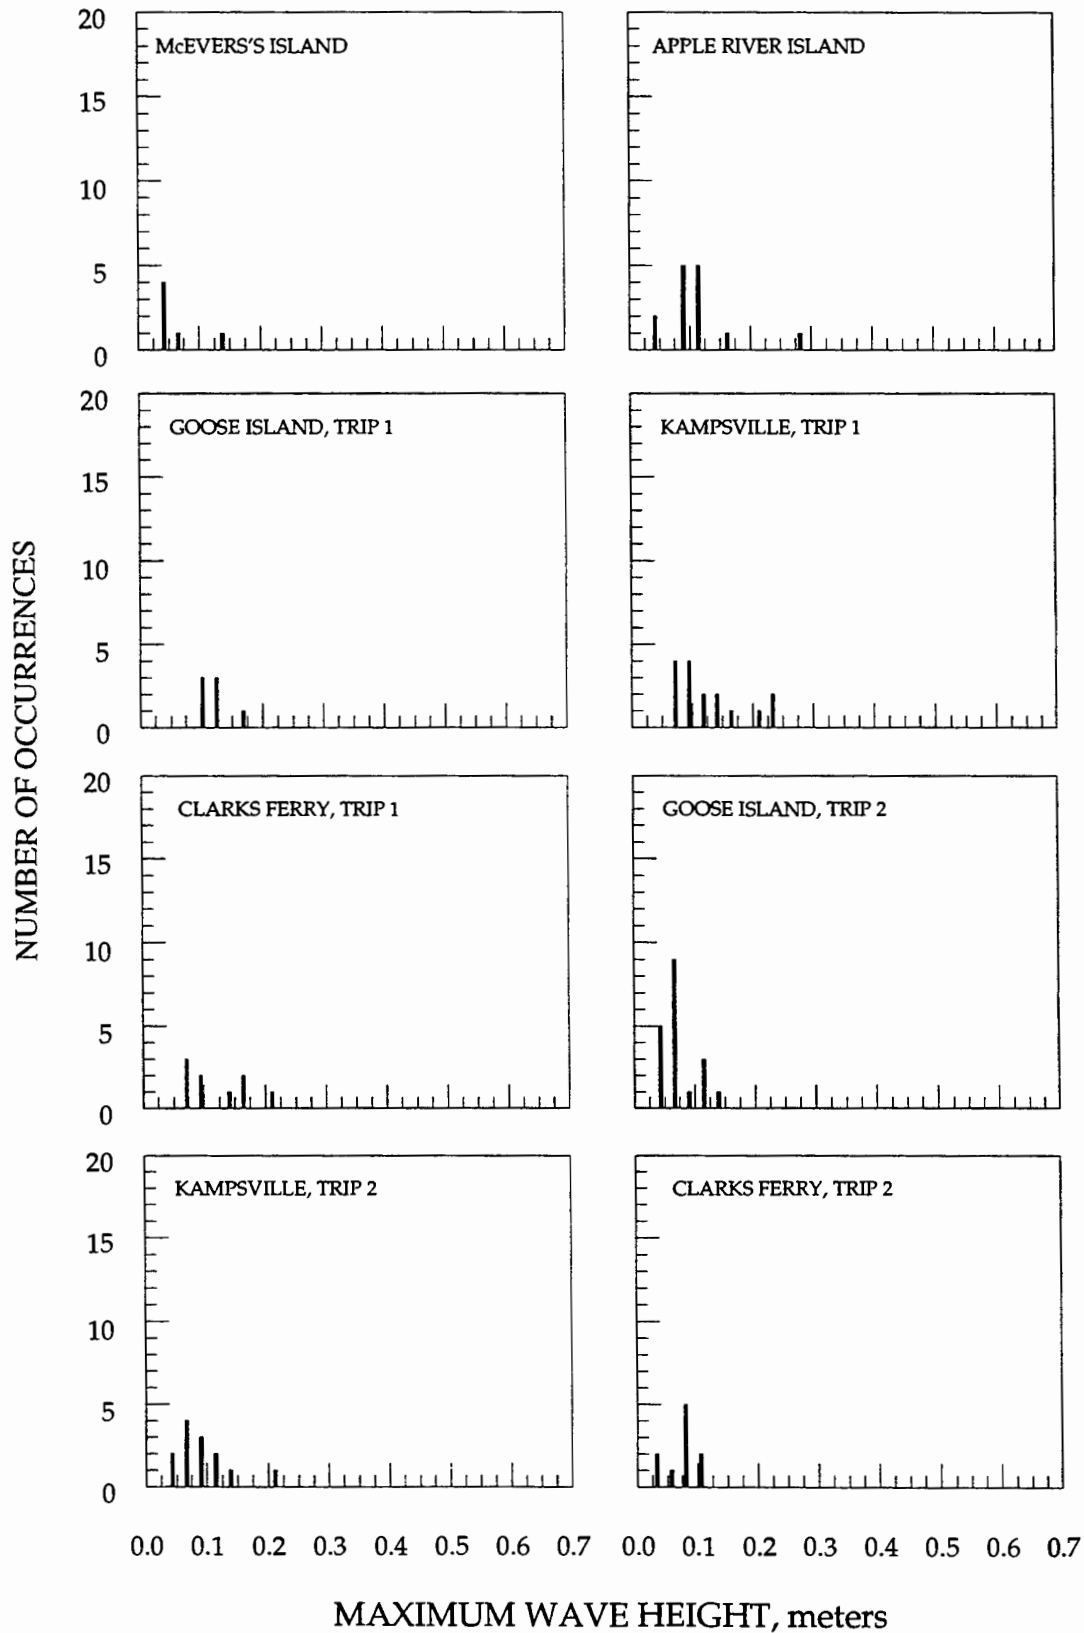 McEVERS'S ISLAND
20
15
10
5
0
APPLE RIVER ISLAND
GOOSE ISLAND, TRIP 1
20
15
10
5
0
KAMPSVILLE, TRIP 1
CLARKS FERRY, TRIP 1
20
15
10
5
0
GOOSE ISLAND, TRIP 2
KAMPSVILLE, TRIP 2
20
15
10
5
0
CLARKS FERRY, TRIP 2
NUMBER OF OCCURRENCES
0.0 0.1 0.2 0.3 0.4 0.5 0.6 0.7 0.0 0.1 0.2 0.3 0.4 0.5 0.6 0.7
MAXIMUM WAVE HEIGHT, meters